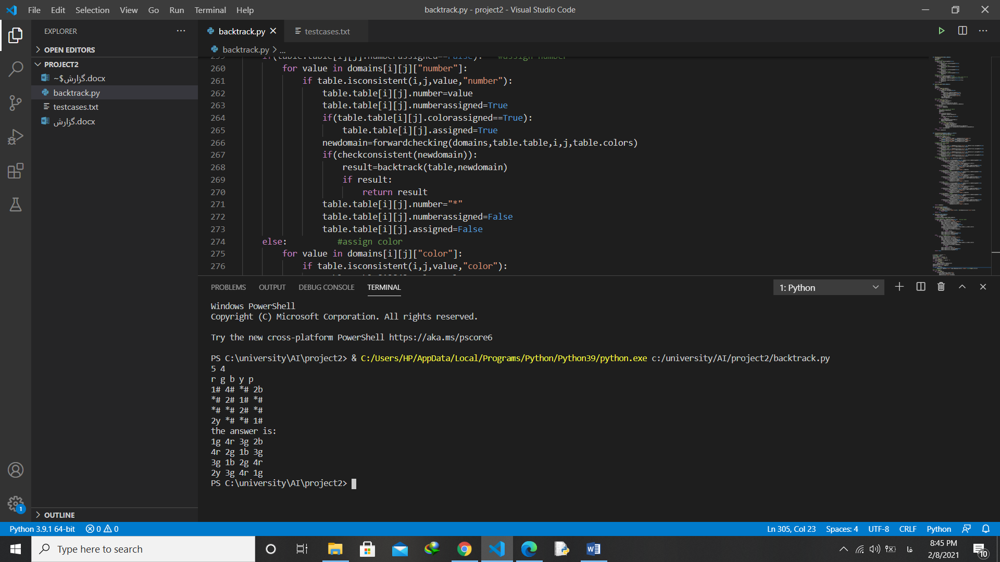 File Edit Selection View Go Run Terminal Help
backtrack.py - project2 - Visual Studio Code
EXPLORER
OPEN EDITORS
PROJECT2
~$گزارش.docx
backtrack.py
testcases.txt
گزارش.docx
OUTLINE
backtrack.py testcases.txt
backtrack.py > ...
259 if(table.table[i][j].numberassigned==False): #assign number
260 for value in domains[i][j]["number"]:
261 if table.isconsistent(i,j,value,"number"):
262 table.table[i][j].number=value
263 table.table[i][j].numberassigned=True
264 if(table.table[i][j].colorassigned==True):
265 table.table[i][j].assigned=True
266 newdomain=forwardchecking(domains,table.table,i,j,table.colors)
267 if(checkconsistent(newdomain)):
268 result=backtrack(table,newdomain)
269 if result:
270 return result
271 table.table[i][j].number="*"
272 table.table[i][j].numberassigned=False
273 table.table[i][j].assigned=False
274 else: #assign color
275 for value in domains[i][j]["color"]:
276 if table.isconsistent(i,j,value,"color"):
PROBLEMS OUTPUT DEBUG CONSOLE TERMINAL
1: Python
Windows PowerShell
Copyright (C) Microsoft Corporation. All rights reserved.
Try the new cross-platform PowerShell https://aka.ms/pscore6
PS C:\university\AI\project2> & C:/Users/HP/AppData/Local/Programs/Python/Python39/python.exe c:/university/AI/project2/backtrack.py
5 4
r g b y p
1# 4# *# 2b
*# 2# 1# *#
*# *# 2# *#
2y *# *# 1#
the answer is:
1g 4r 3g 2b
4r 2g 1b 3g
3g 1b 2g 4r
2y 3g 4r 1g
PS C:\university\AI\project2>
1
Python 3.9.1 64-bit 0 0
Ln 305, Col 23 Spaces: 4 UTF-8 CRLF Python
Type here to search
فا
8:45 PM
2/8/2021
10